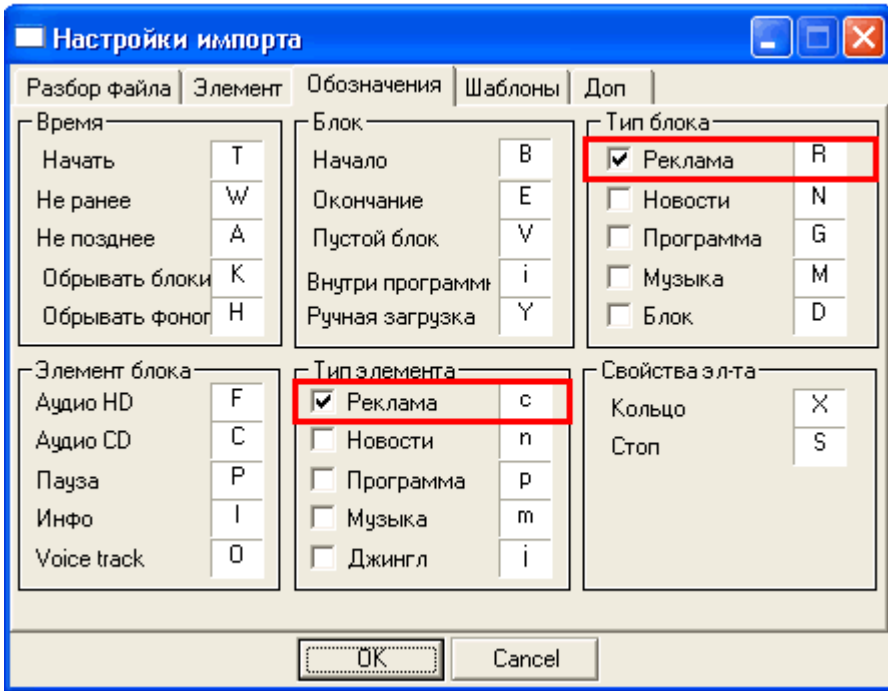 Настройки импорта
Разбор файла Элемент Обозначения Шаблоны Доп
Время
Начать T
Не ранее W
Не позднее A
Обрывать блоки K
Обрывать фоног H
Блок
Начало B
Окончание E
Пустой блок V
Внутри программы i
Ручная загрузка Y
Тип блока
Реклама R
Новости N
Программа G
Музыка M
Блок D
Элемент блока
Аудио HD F
Аудио CD C
Пауза P
Инфо I
Voice track O
Тип элемента
Реклама c
Новости n
Программа p
Музыка m
Джингл j
Свойства эл-та
Кольцо X
Стоп S
OK Cancel